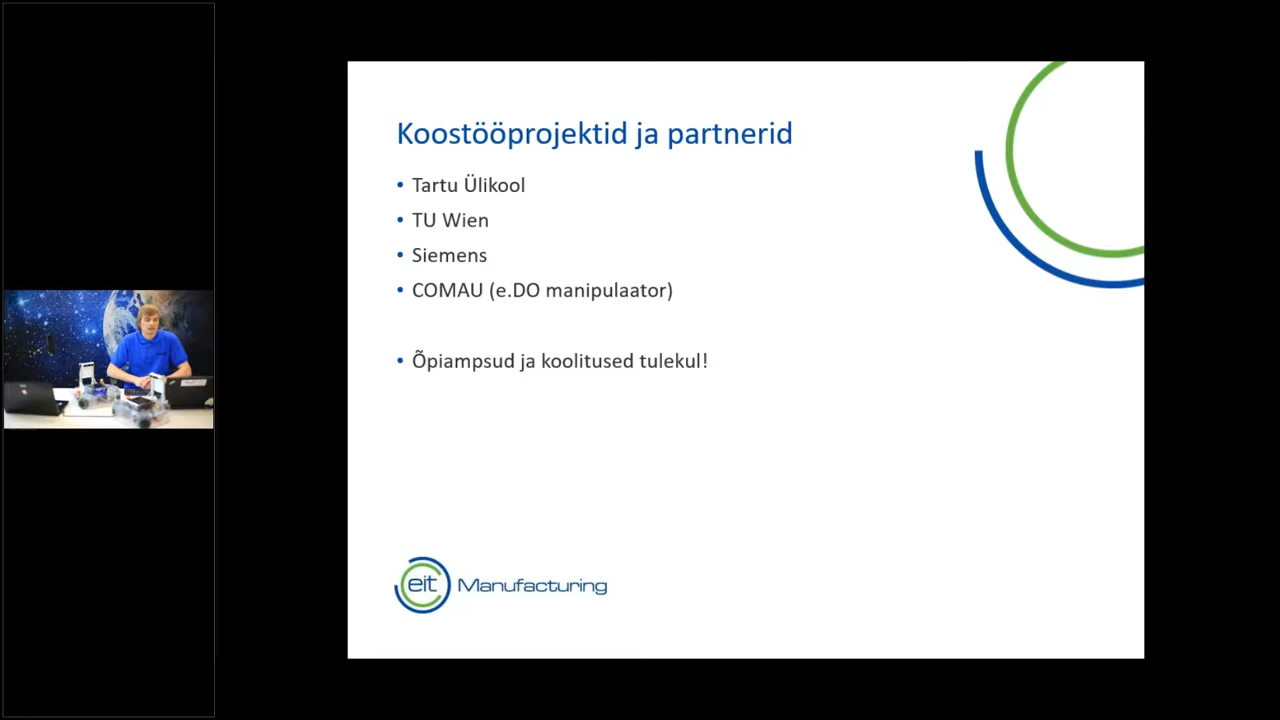 Koostööprojektid ja partnerid
• Tartu Ülikool
• TU Wien
• Siemens
• COMAU (e.DO manipulaator)
• Õpiampsud ja koolitused tulekul!
eit Manufacturing